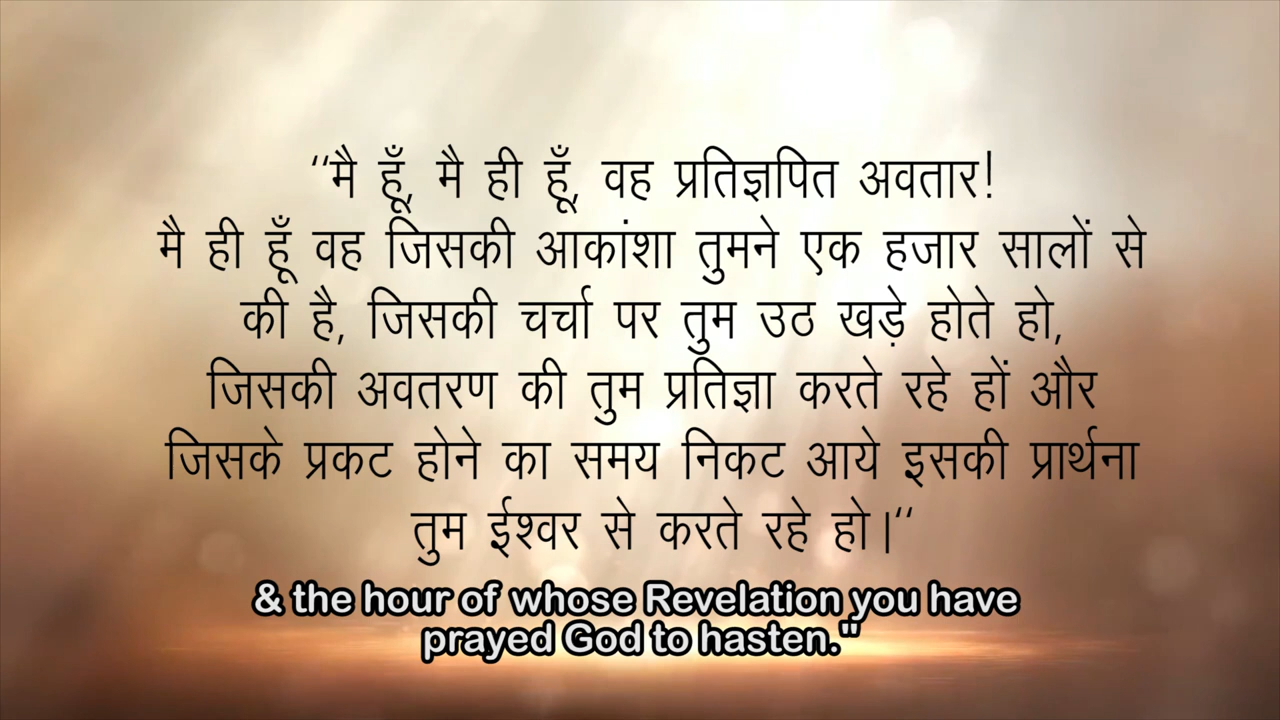 “मै हूँ, मै ही हूँ, वह प्रतिज्ञपित अवतार!
मै ही हूँ वह जिसकी आकांशा तुमने एक हजार सालों से
की है, जिसकी चर्चा पर तुम उठ खड़े होते हो,
जिसकी अवतरण की तुम प्रतिज्ञा करते रहे हों और
जिसके प्रकट होने का समय निकट आये इसकी प्रार्थना
तुम ईश्वर से करते रहे हो।“
& the hour of whose Revelation you have
prayed God to hasten."